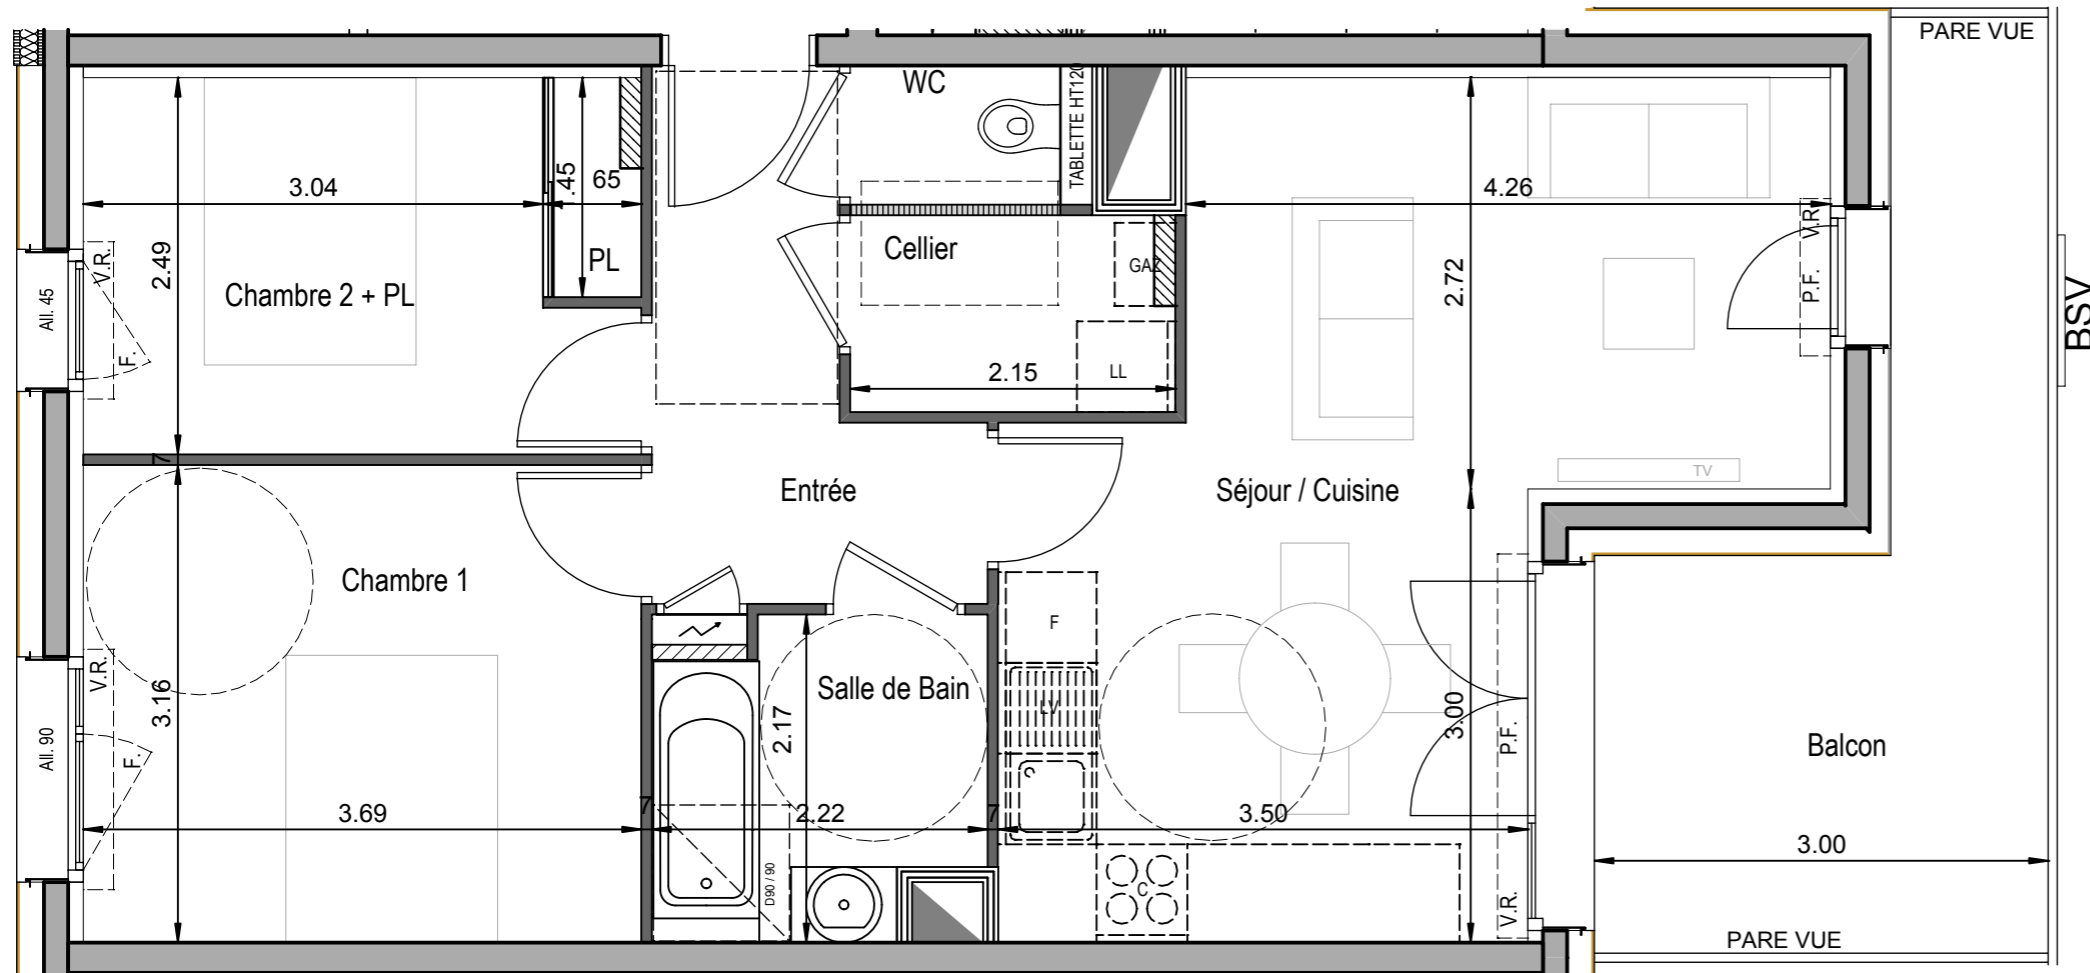 PARE VUE
WC
TABLETTE HT120
3.04
.45
65
4.26
2.49
V.R.
F.
All. 45
Chambre 2 + PL
PL
Cellier
GAZ
2.72
V.R.
P.F.
BSV
2.15
LL
7
TV
Entrée
Séjour / Cuisine
Chambre 1
F
V.R.
F.
All. 90
3.16
Salle de Bain
2.17
LV
3.00
P.F.
Balcon
3.69
7
2.22
7
3.50
3.00
D90 / 90
C
V.R.
PARE VUE